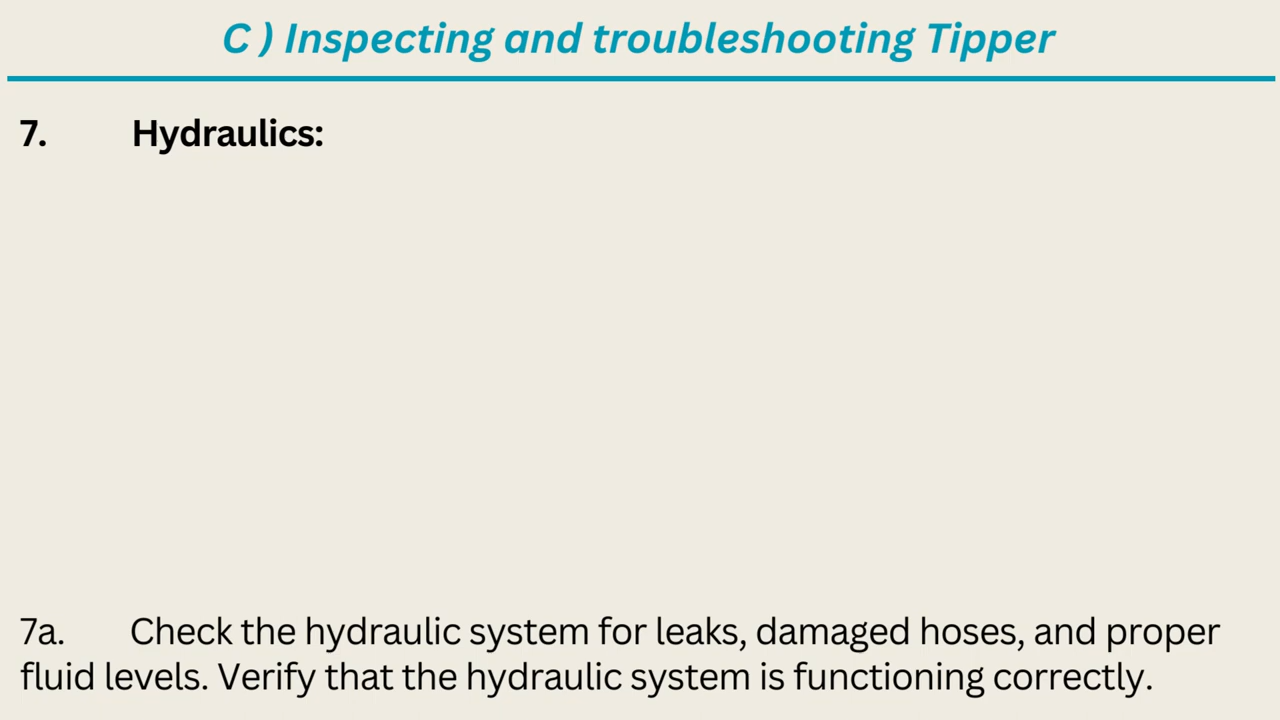 C ) Inspecting and troubleshooting Tipper
7. Hydraulics:
7a. Check the hydraulic system for leaks, damaged hoses, and proper
fluid levels. Verify that the hydraulic system is functioning correctly.